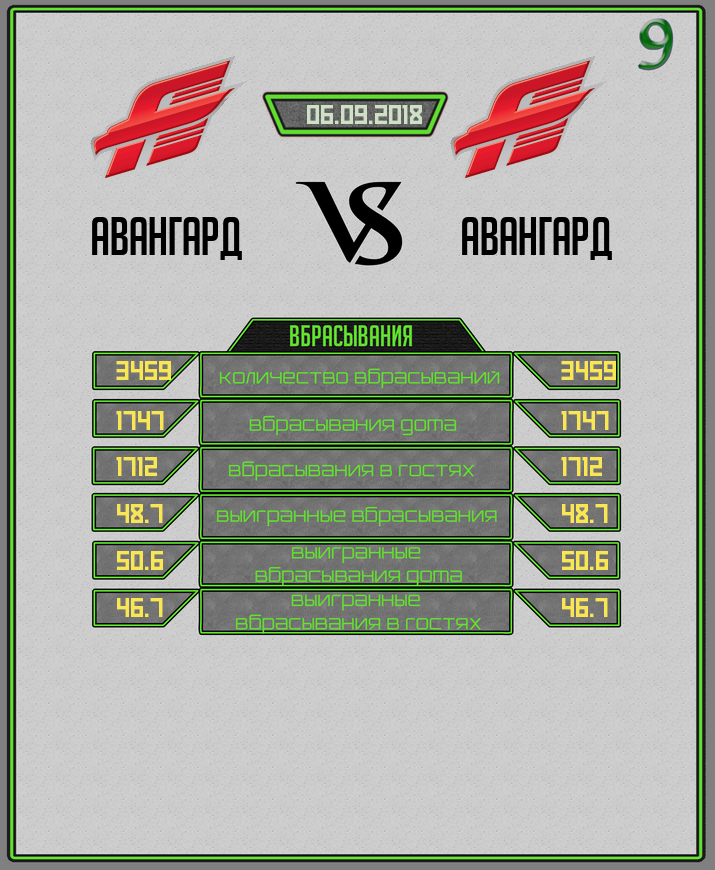 9
06.09.2018
VS
АВАНГАРД АВАНГАРД
ВБРАСЫВАНИЯ
3459 количество вбрасываний 3459
1747 вбрасывания дома 1747
1712 вбрасывания в гостях 1712
48.7 выигранные вбрасывания 48.7
выигранные
50.6 вбрасывания дома 50.6
выигранные
46.7 вбрасывания в гостях 46.7